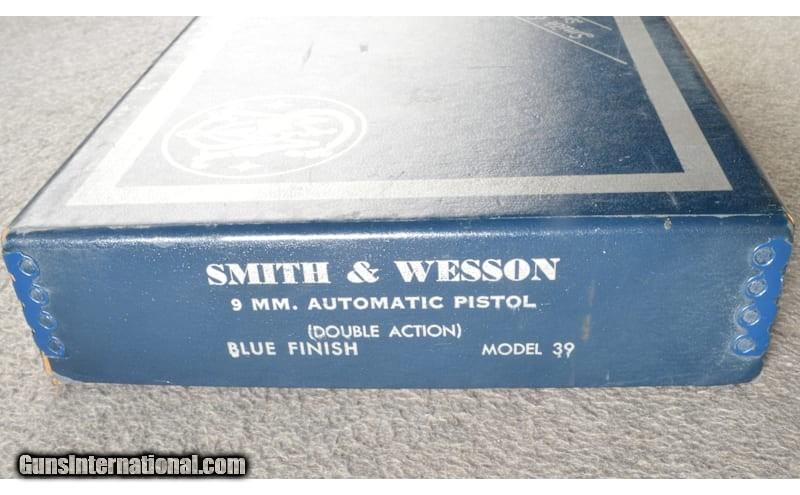 SMITH & WESSON
9 MM. AUTOMATIC PISTOL
(DOUBLE ACTION)
BLUE FINISH MODEL 39
GunsInternational.com